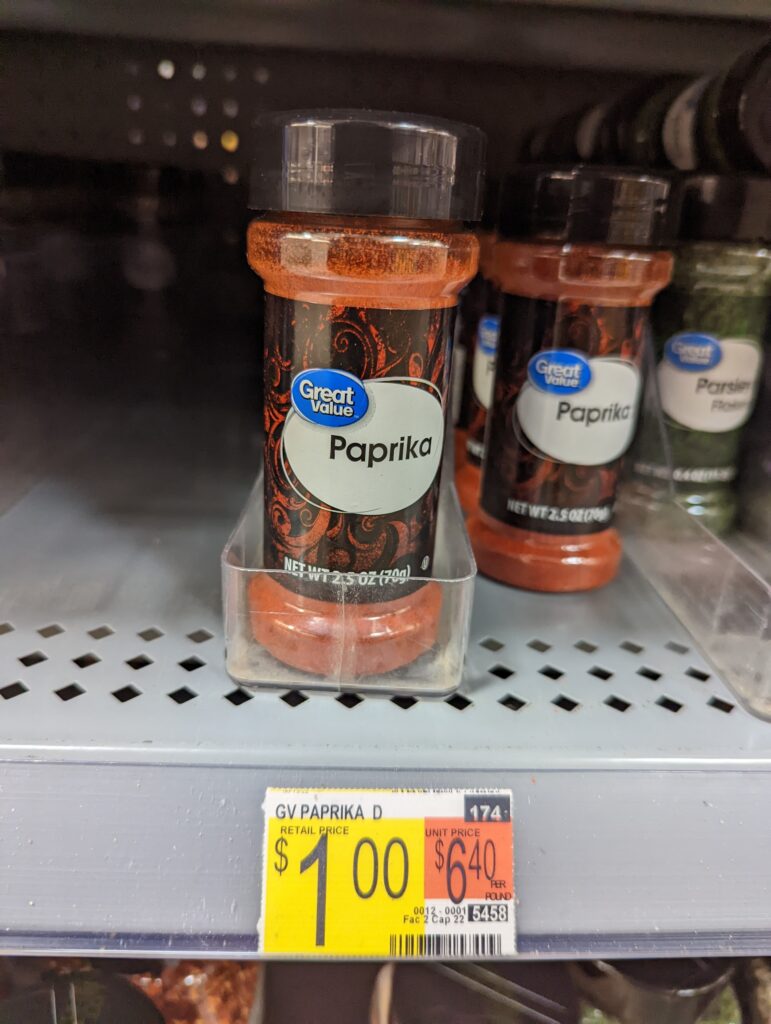 Great
Value
Paprika
NET WT 2.5 OZ (70g)
Great
Value
Paprika
NET WT 2.5 OZ (70g)
Great
Value
GV PAPRIKA D
174
RETAIL PRICE
$1 00
UNIT PRICE
$6 40
PER
POUND
0012 - 0001
5458
Fac 2 Cap 22